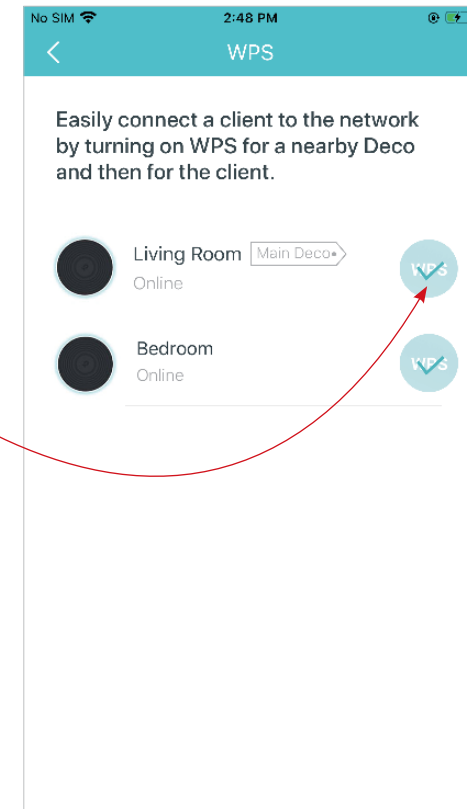 No SIM 2:48 PM
WPS
Easily connect a client to the network
by turning on WPS for a nearby Deco
and then for the client.
Living Room Main Deco
WPS
Online
Bedroom
WPS
Online